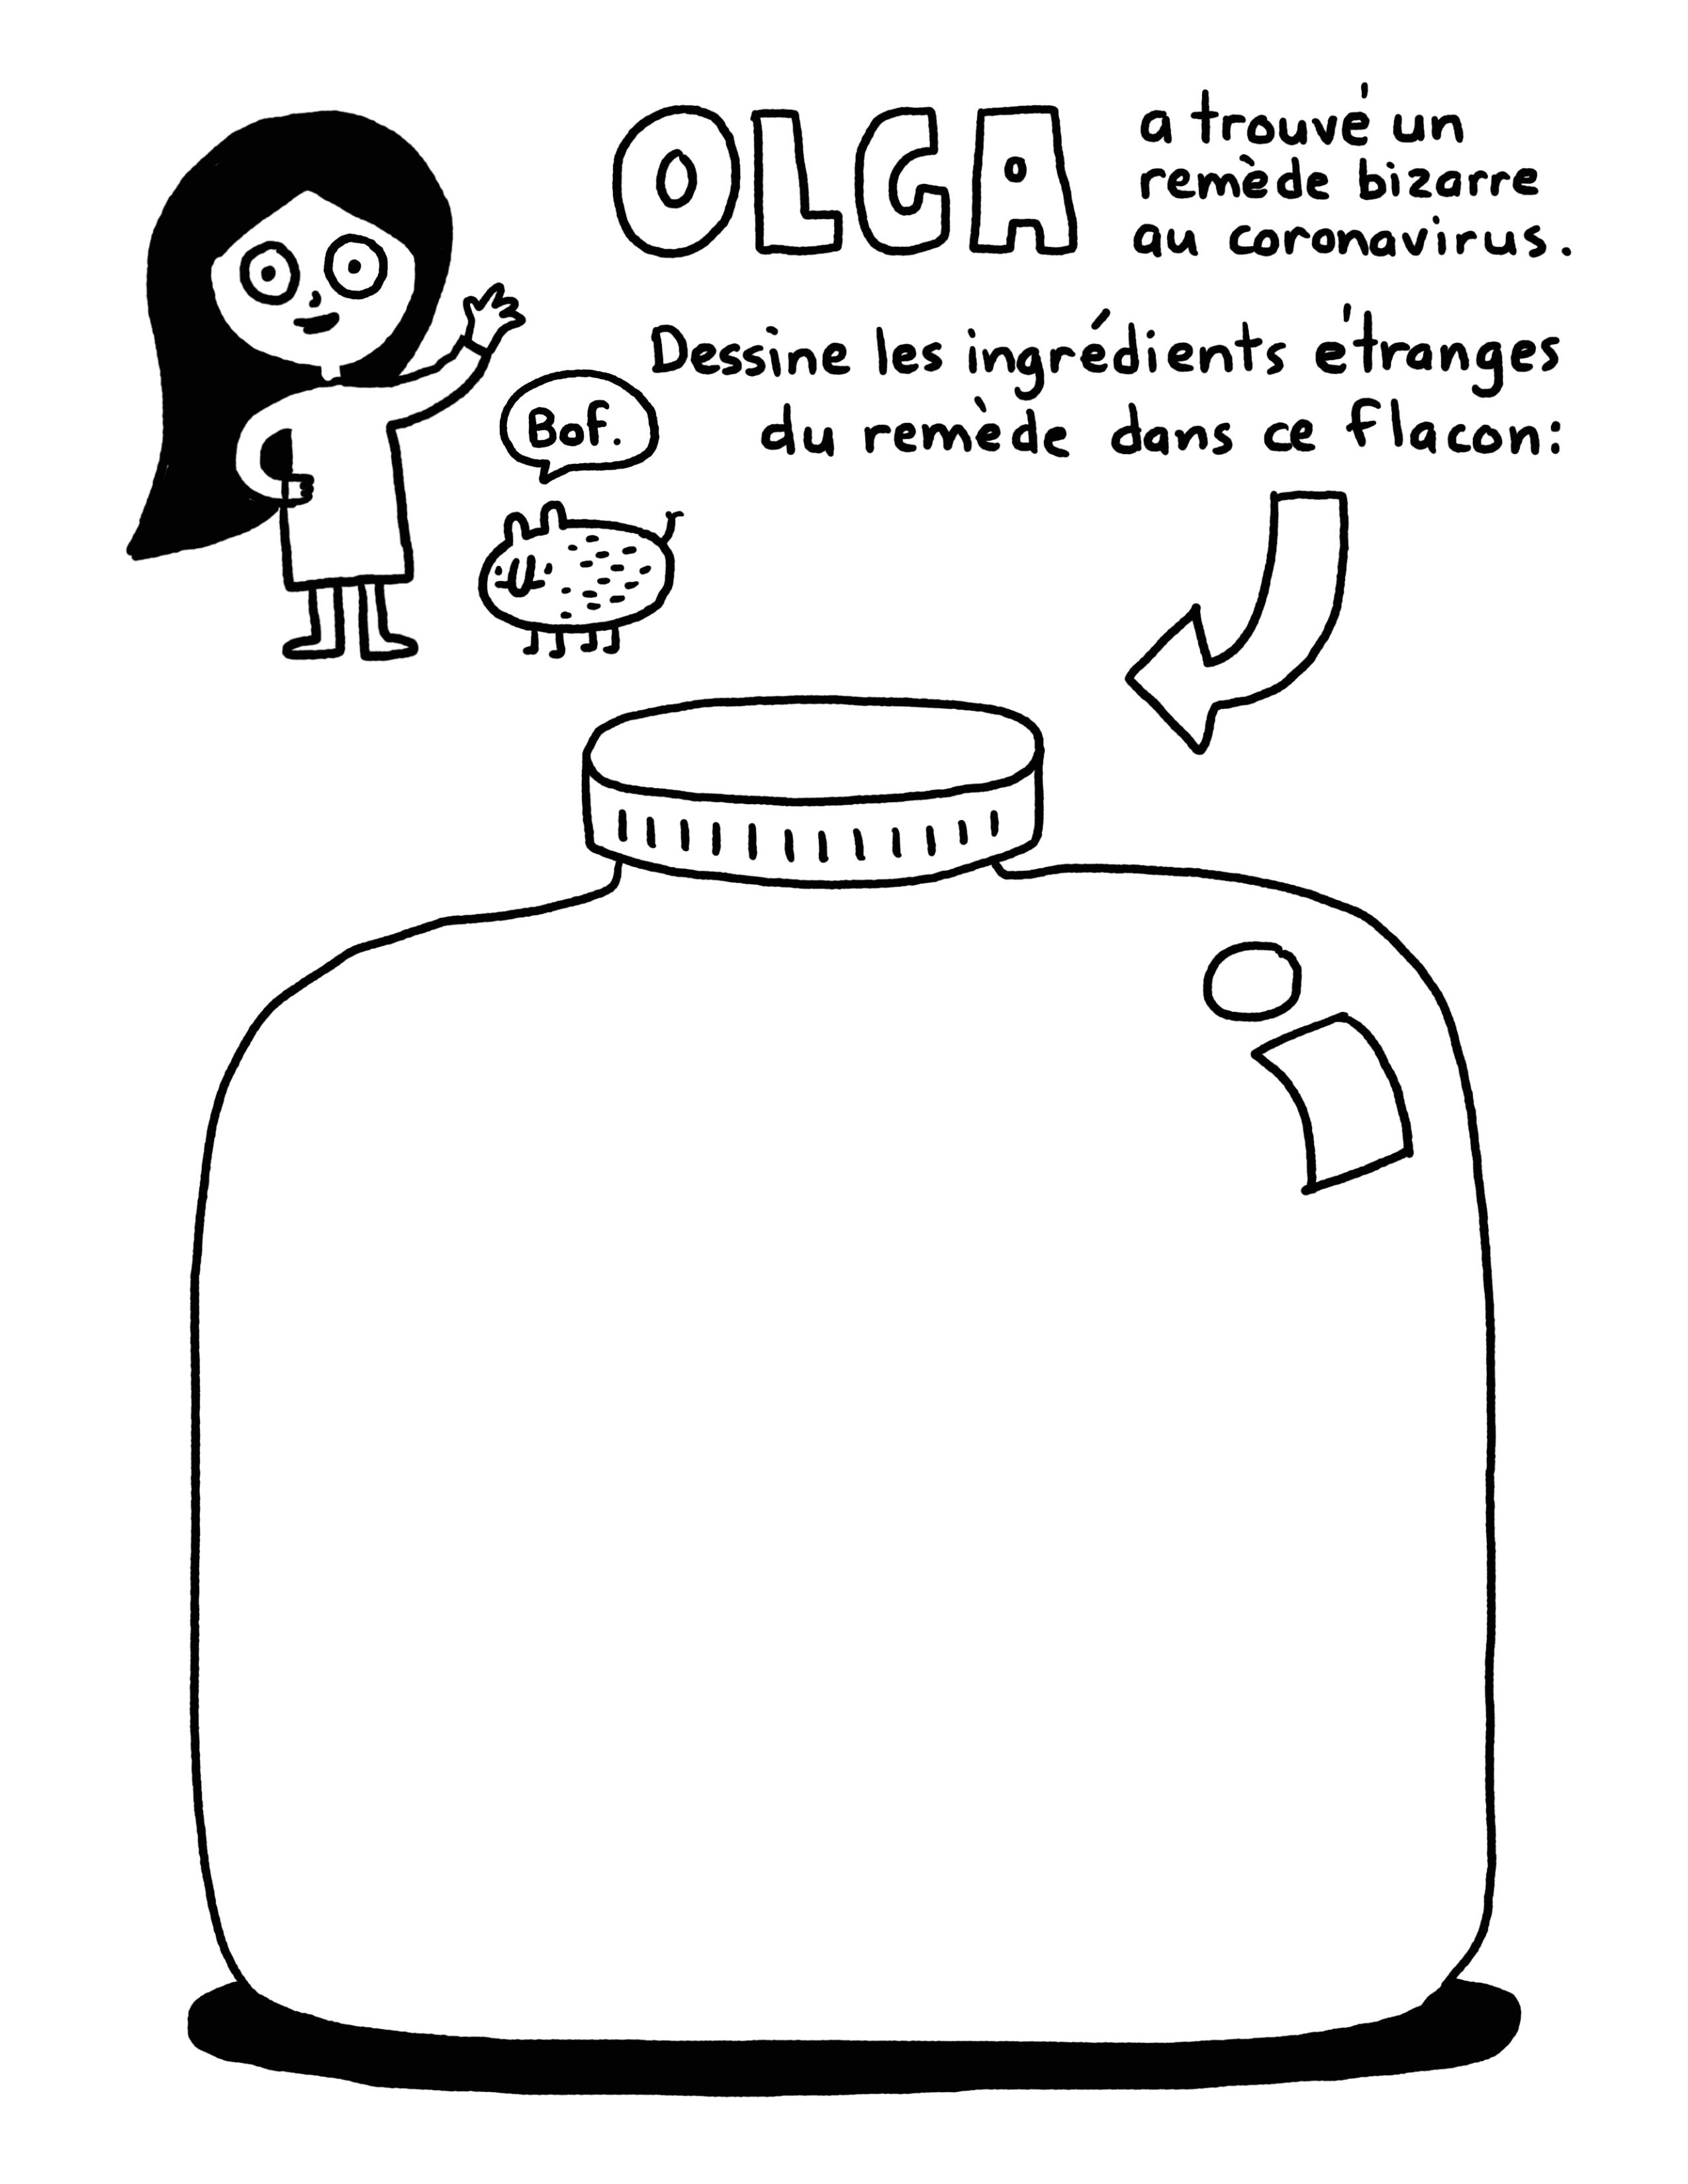 OLGA
a trouvé un
remède bizarre
au coronavirus.
Dessine les ingrédients étranges
du remède dans ce flacon:
Bof.